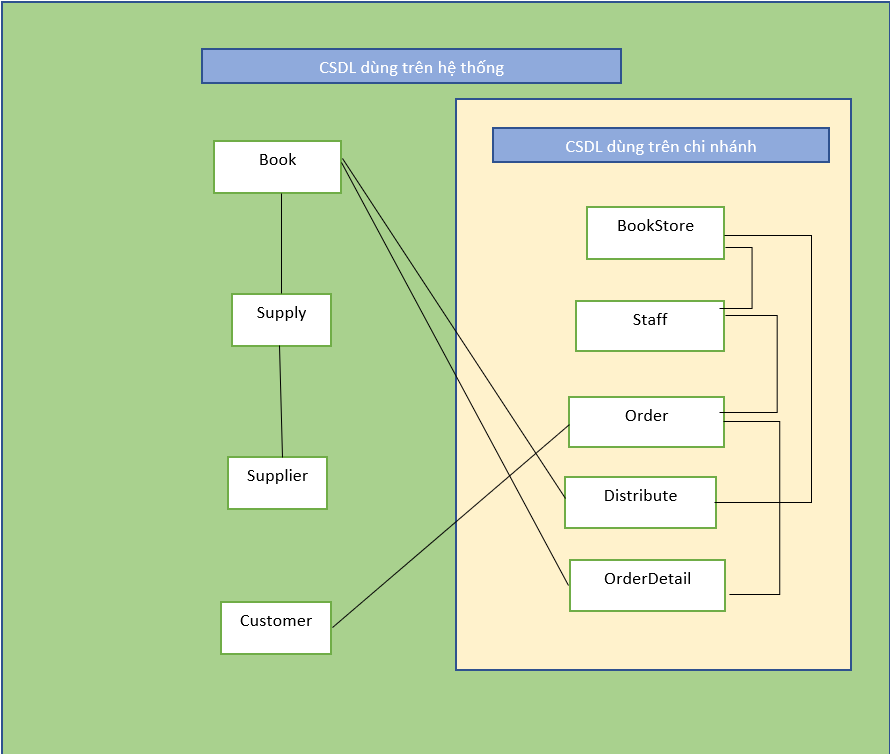 CSDL dùng trên hệ thống
CSDL dùng trên chi nhánh
Book
BookStore
Supply
Staff
Order
Supplier
Distribute
OrderDetail
Customer